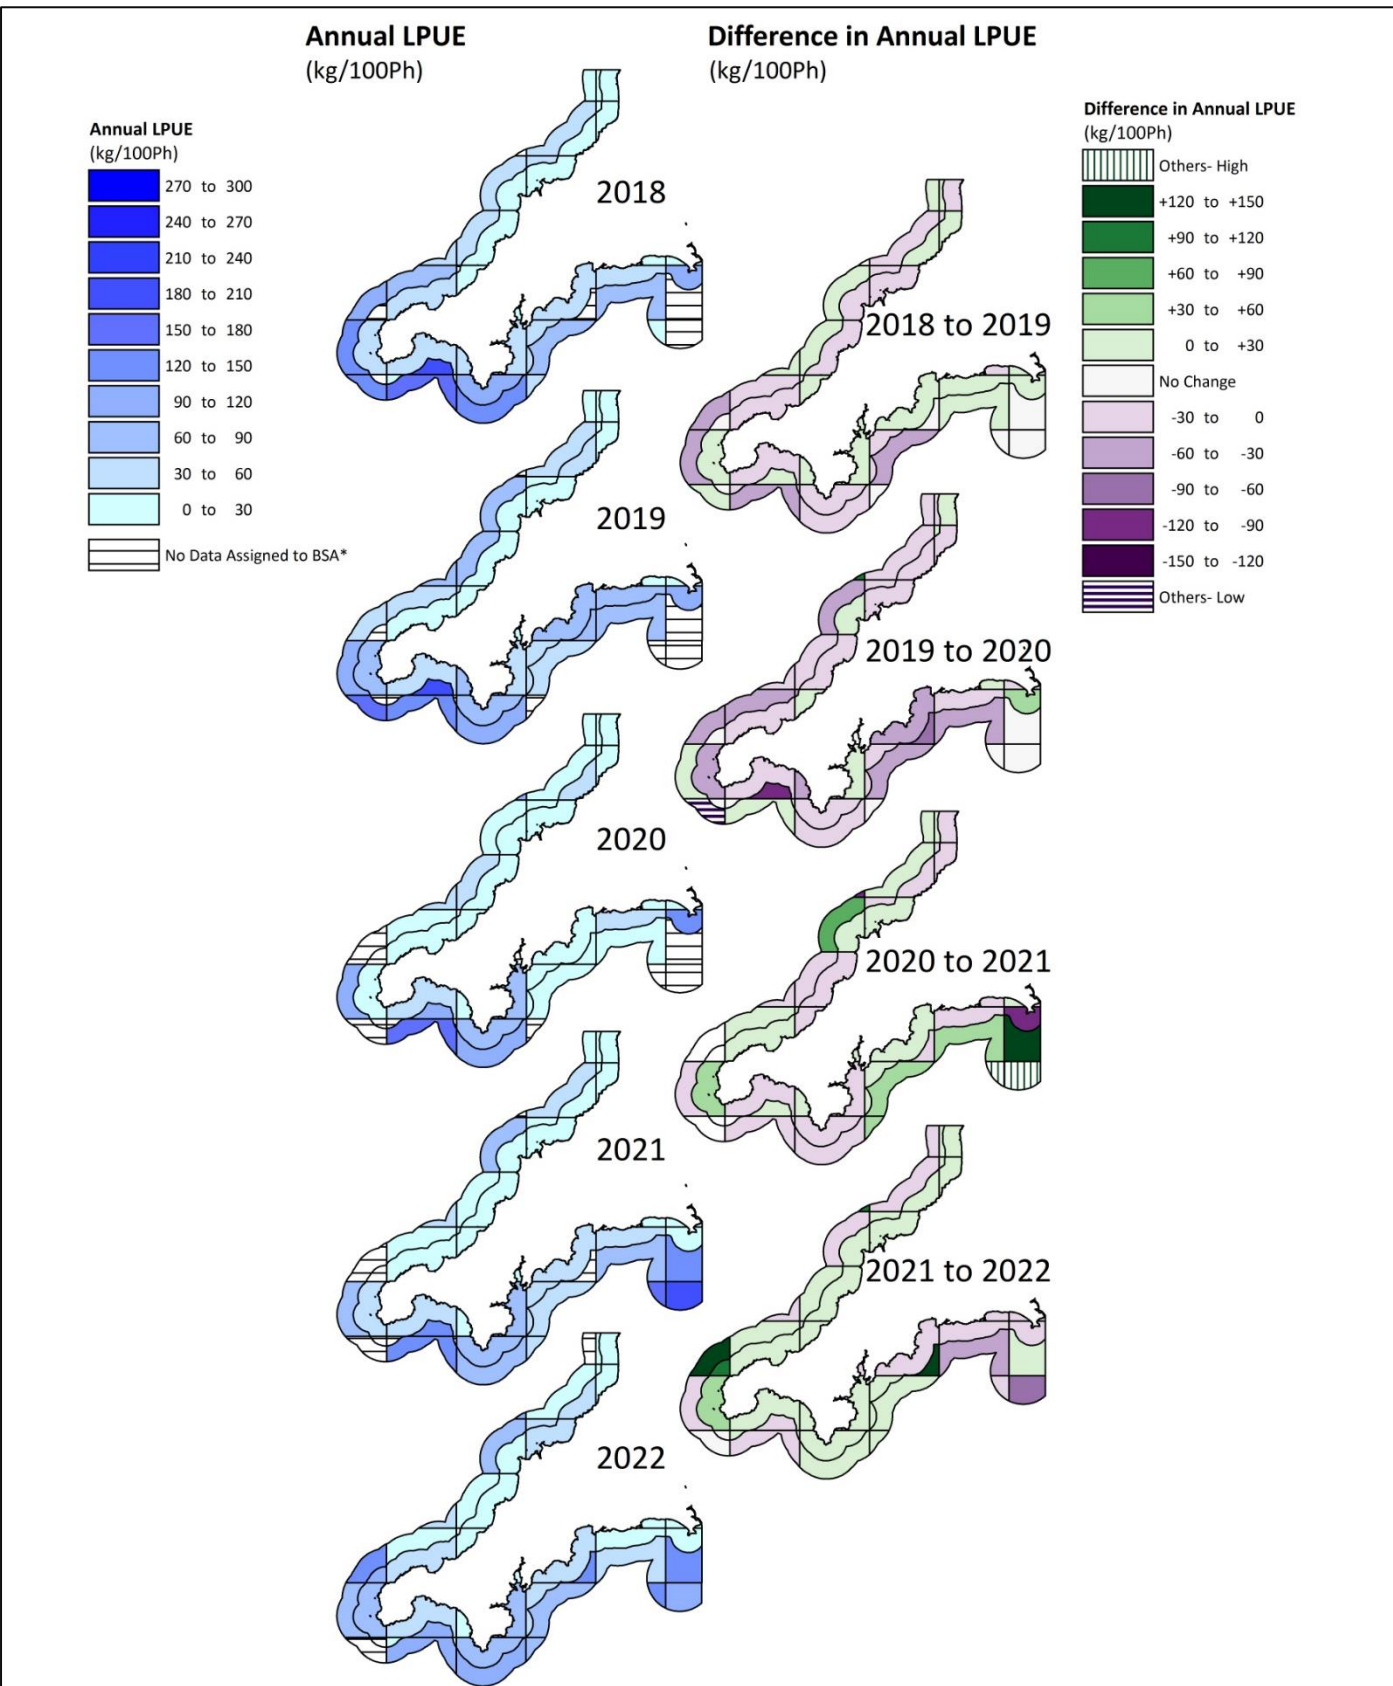 Annual LPUE
(kg/100Ph)
Difference in Annual LPUE
(kg/100Ph)
Annual LPUE
(kg/100Ph)
270 to 300
240 to 270
210 to 240
180 to 210
150 to 180
120 to 150
90 to 120
60 to 90
30 to 60
0 to 30
No Data Assigned to BSA*
Difference in Annual LPUE
(kg/100Ph)
Others- High
+120 to +150
+90 to +120
+60 to +90
+30 to +60
0 to +30
No Change
-30 to 0
-60 to -30
-90 to -60
-120 to -90
-150 to -120
Others- Low
2018
2018 to 2019
2019
2019 to 2020
2020
2020 to 2021
2021
2021 to 2022
2022